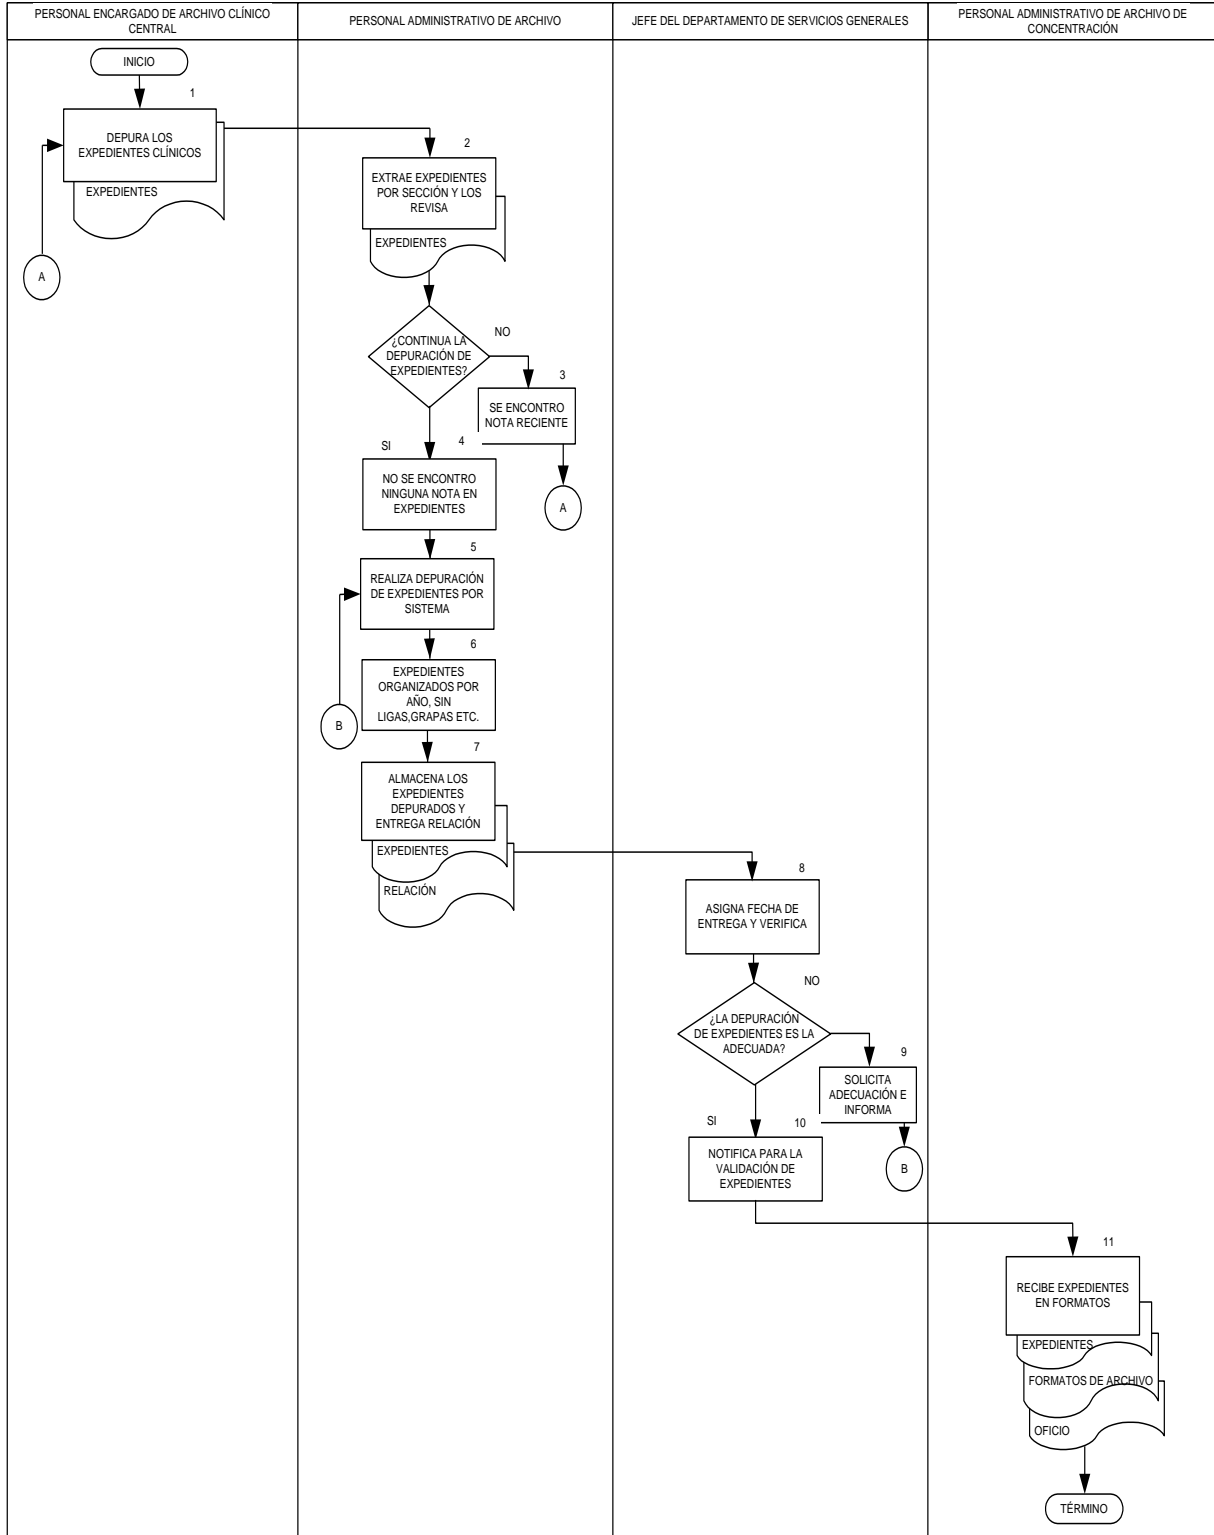 PERSONAL ENCARGADO DE ARCHIVO CLÍNICO
CENTRAL
PERSONAL ADMINISTRATIVO DE ARCHIVO
JEFE DEL DEPARTAMENTO DE SERVICIOS GENERALES
PERSONAL ADMINISTRATIVO DE ARCHIVO DE
CONCENTRACIÓN
INICIO
1
DEPURA LOS
EXPEDIENTES CLÍNICOS
EXPEDIENTES
A
2
EXTRAE EXPEDIENTES
POR SECCIÓN Y LOS
REVISA
EXPEDIENTES
¿CONTINUA LA
DEPURACIÓN DE
EXPEDIENTES?
NO
3
SE ENCONTRO
NOTA RECIENTE
A
SI
4
NO SE ENCONTRO
NINGUNA NOTA EN
EXPEDIENTES
5
REALIZA DEPURACIÓN
DE EXPEDIENTES POR
SISTEMA
6
EXPEDIENTES
ORGANIZADOS POR
AÑO, SIN
LIGAS,GRAPAS ETC.
B
7
ALMACENA LOS
EXPEDIENTES
DEPURADOS Y
ENTREGA RELACIÓN
EXPEDIENTES
RELACIÓN
8
ASIGNA FECHA DE
ENTREGA Y VERIFICA
NO
¿LA DEPURACIÓN
DE EXPEDIENTES ES LA
ADECUADA?
9
SOLICITA
ADECUACIÓN E
INFORMA
B
SI
10
NOTIFICA PARA LA
VALIDACIÓN DE
EXPEDIENTES
11
RECIBE EXPEDIENTES
EN FORMATOS
EXPEDIENTES
FORMATOS DE ARCHIVO
OFICIO
TÉRMINO